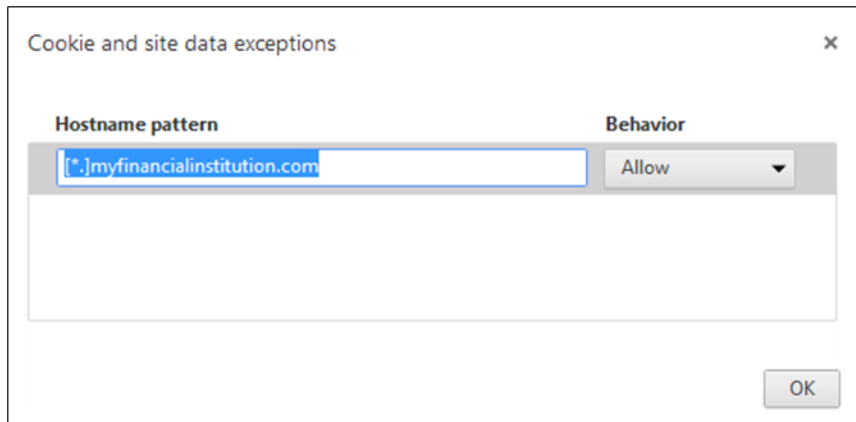 Cookie and site data exceptions ×
Hostname pattern Behavior
[*.]myfinancialinstitution.com Allow
OK